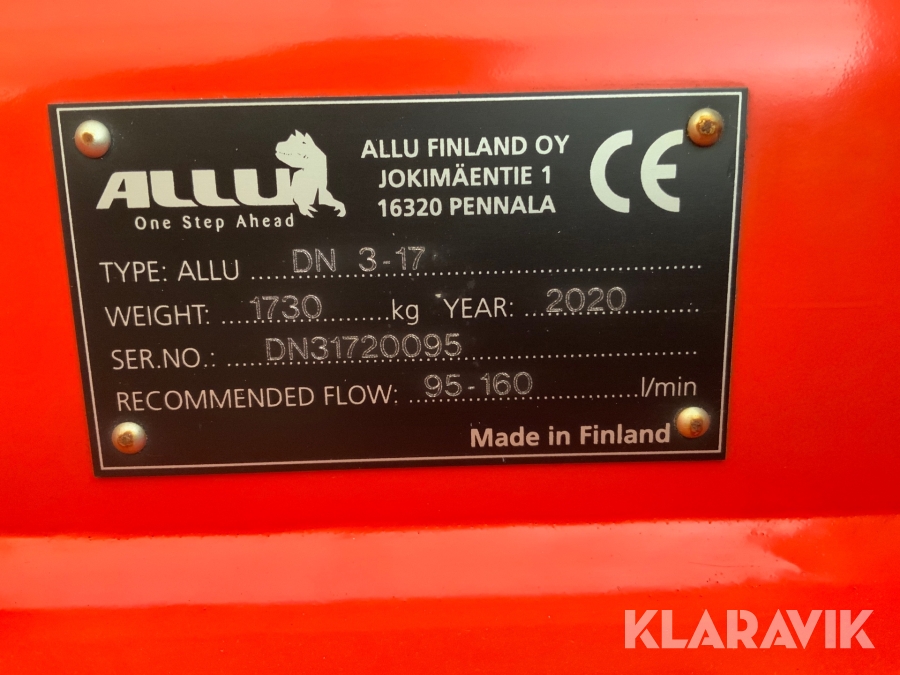 ALLU
One Step Ahead
ALLU FINLAND OY
JOKIMÄENTIE 1
16320 PENNALA
CE
TYPE: ALLU DN 3-17
WEIGHT: 1730 kg YEAR: 2020
SER.NO.: DN31720095
RECOMMENDED FLOW: 95-160 l/min
Made in Finland
KLARAVIK